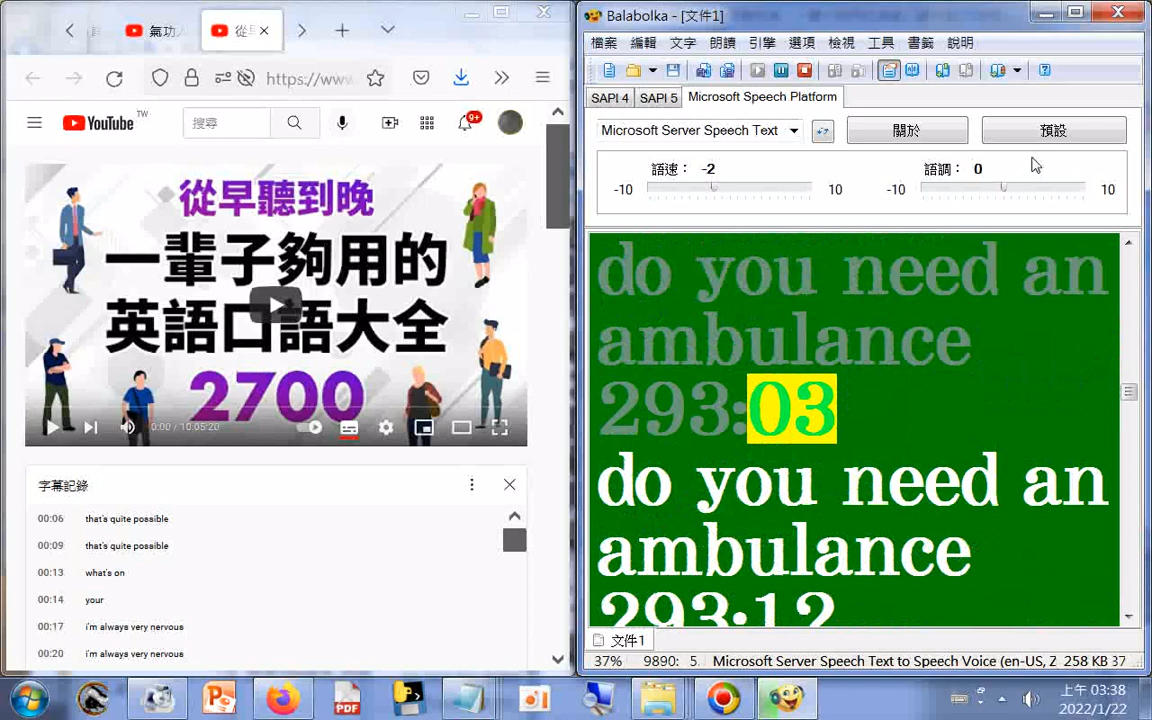 氣功
從
https://www
YouTube TW
搜尋
9+
從早聽到晚
一輩子夠用的
英語口語大全
2700
0:00 / 10:05:20
字幕記錄
00:06 that's quite possible
00:09 that's quite possible
00:13 what's on
00:14 your
00:17 i'm always very nervous
00:20 i'm always very nervous
Balabolka - [文件1]
檔案 編輯 文字 朗讀 引擎 選項 檢視 工具 書籤 說明
SAPI 4 SAPI 5 Microsoft Speech Platform
Microsoft Server Speech Text 關於 預設
語速： -2 語調： 0
-10 10 -10 10
do you need an
ambulance
293:03
do you need an
ambulance
293:12
文件1
37% 9890: 5. Microsoft Server Speech Text to Speech Voice (en-US, Z 258 KB 37
PDF
上午 03:38
2022/1/22